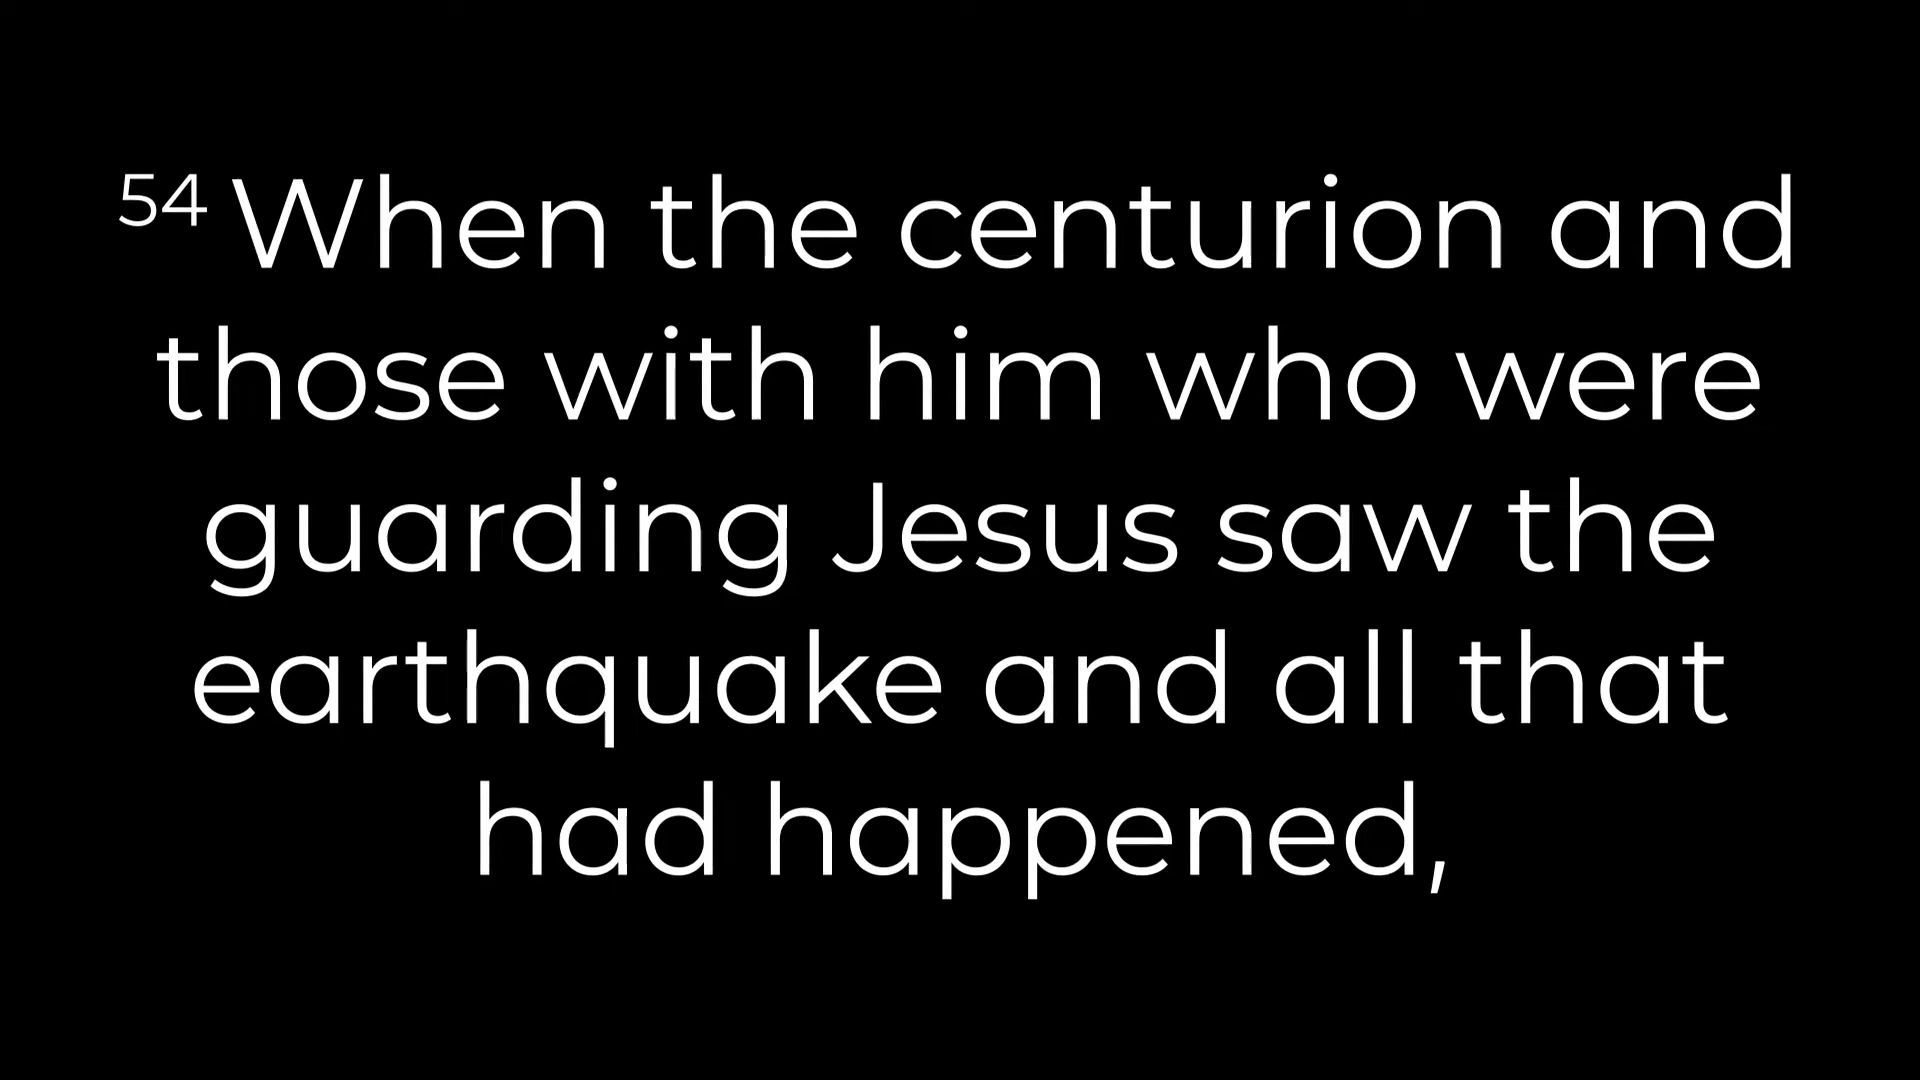 54 When the centurion and
those with him who were
guarding Jesus saw the
earthquake and all that
had happened,